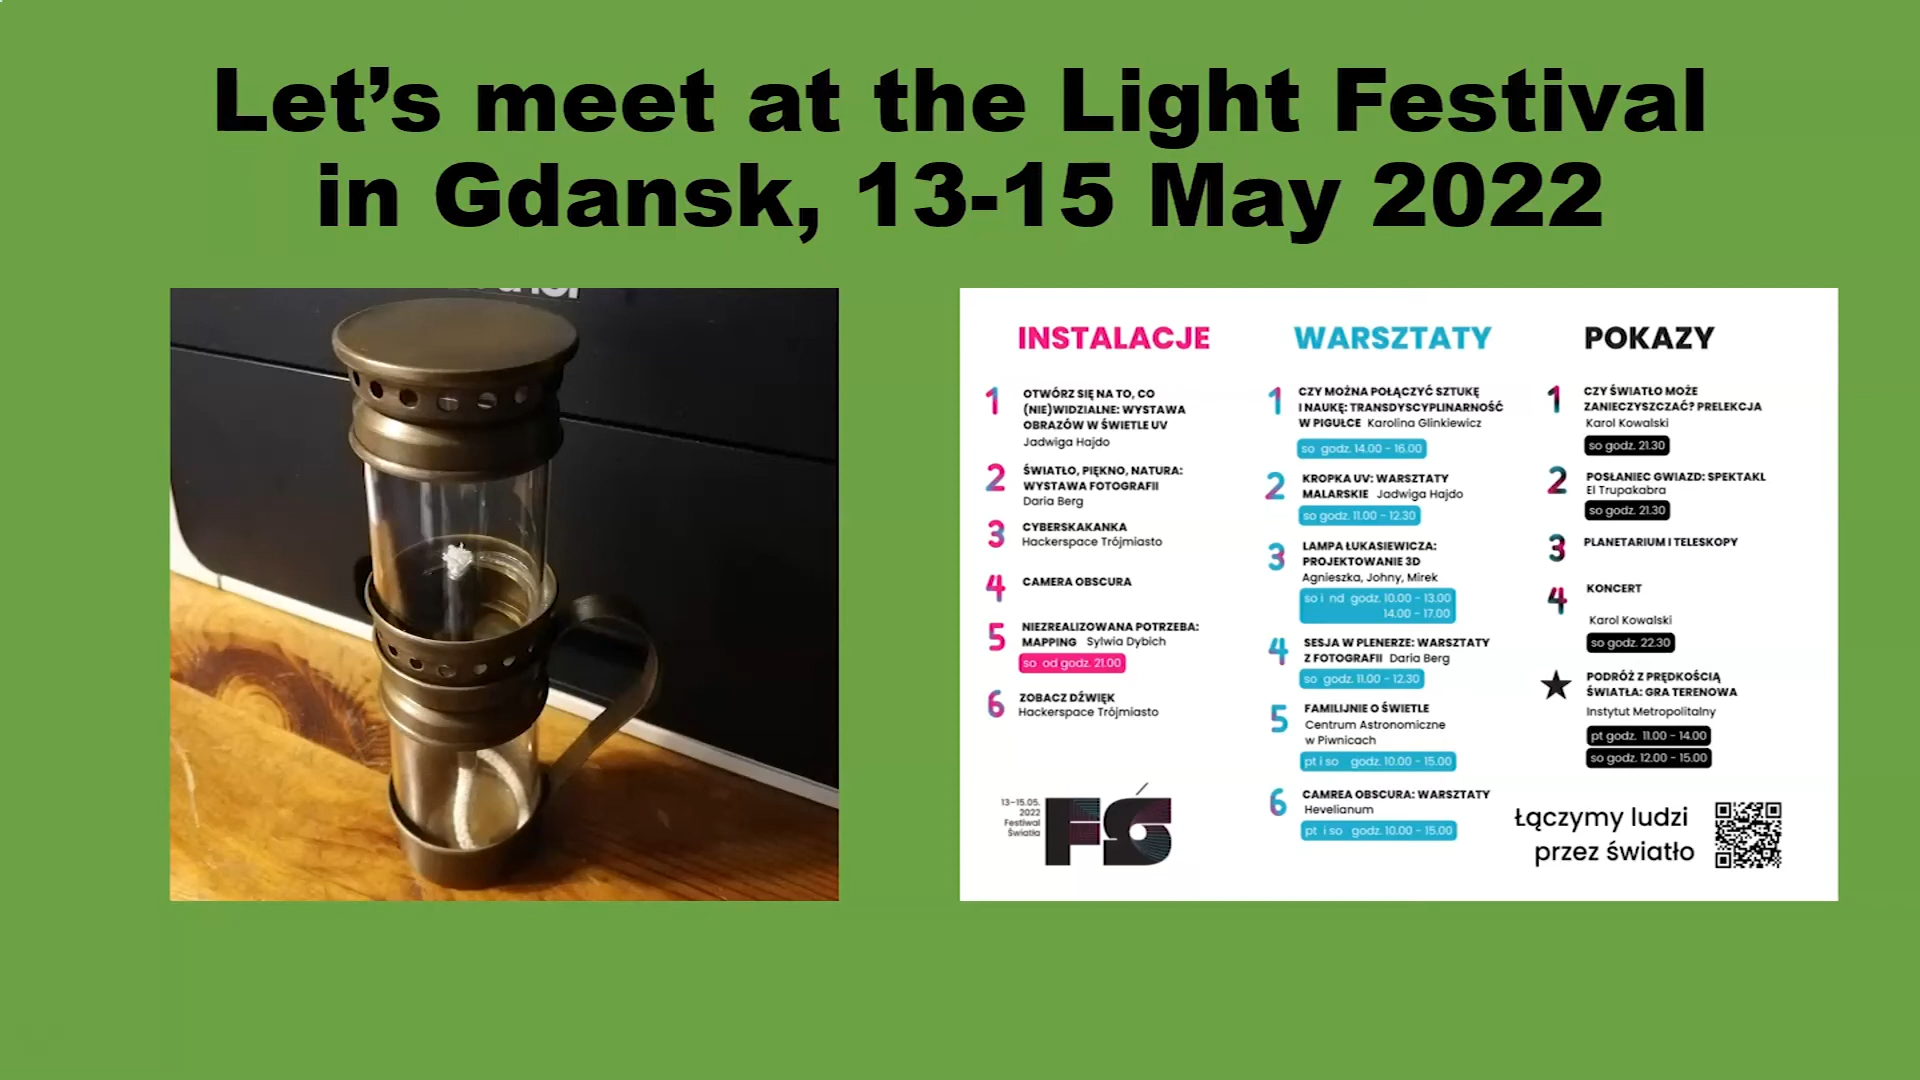 Let's meet at the Light Festival
in Gdansk, 13-15 May 2022
INSTALACJE
1
OTWÓRZ SIĘ NA TO, CO
(NIE)WIDZIALNE: WYSTAWA
OBRAZÓW W ŚWIETLE UV
Jadwiga Hajdo
2
ŚWIATŁO, PIĘKNO, NATURA:
WYSTAWA FOTOGRAFII
Daria Berg
3
CYBERSKAKANKA
Hackerspace Trójmiasto
4
CAMERA OBSCURA
5
NIEZREALIZOWANA POTRZEBA:
MAPPING Sylwia Dybich
so od godz. 21.00
6
ZOBACZ DŹWIĘK
Hackerspace Trójmiasto
13-15.05.
2022
Festiwal
Światła
FŚ
WARSZTATY
1
CZY MOŻNA POŁĄCZYĆ SZTUKĘ
I NAUKĘ: TRANSDYSCYPLINARNOŚĆ
W PIGUŁCE Karolina Glinkiewicz
so godz. 14.00 - 16.00
2
KROPKA UV: WARSZTATY
MALARSKIE Jadwiga Hajdo
so godz. 11.00 - 12.30
3
LAMPA ŁUKASIEWICZA:
PROJEKTOWANIE 3D
Agnieszka, Johny, Mirek
so i nd godz. 10.00 - 13.00
14.00 - 17.00
4
SESJA W PLENERZE: WARSZTATY
Z FOTOGRAFII Daria Berg
so godz. 11.00 - 12.30
5
FAMILIJNIE O ŚWIETLE
Centrum Astronomiczne
w Piwnicach
pt i so godz. 10.00 - 15.00
6
CAMREA OBSCURA: WARSZTATY
Hevelianum
pt i so godz. 10.00 - 15.00
POKAZY
1
CZY ŚWIATŁO MOŻE
ZANIECZYSZCZAĆ? PRELEKCJA
Karol Kowalski
so godz. 21.30
2
POSŁANIEC GWIAZD: SPEKTAKL
El Trupakabra
so godz. 21.30
3
PLANETARIUM I TELESKOPY
4
KONCERT
Karol Kowalski
so godz. 22.30
PODRÓŻ Z PRĘDKOŚCIĄ
ŚWIATŁA: GRA TERENOWA
Instytut Metropolitalny
pt godz. 11.00 - 14.00
so godz. 12.00 - 15.00
Łączymy ludzi
przez światło